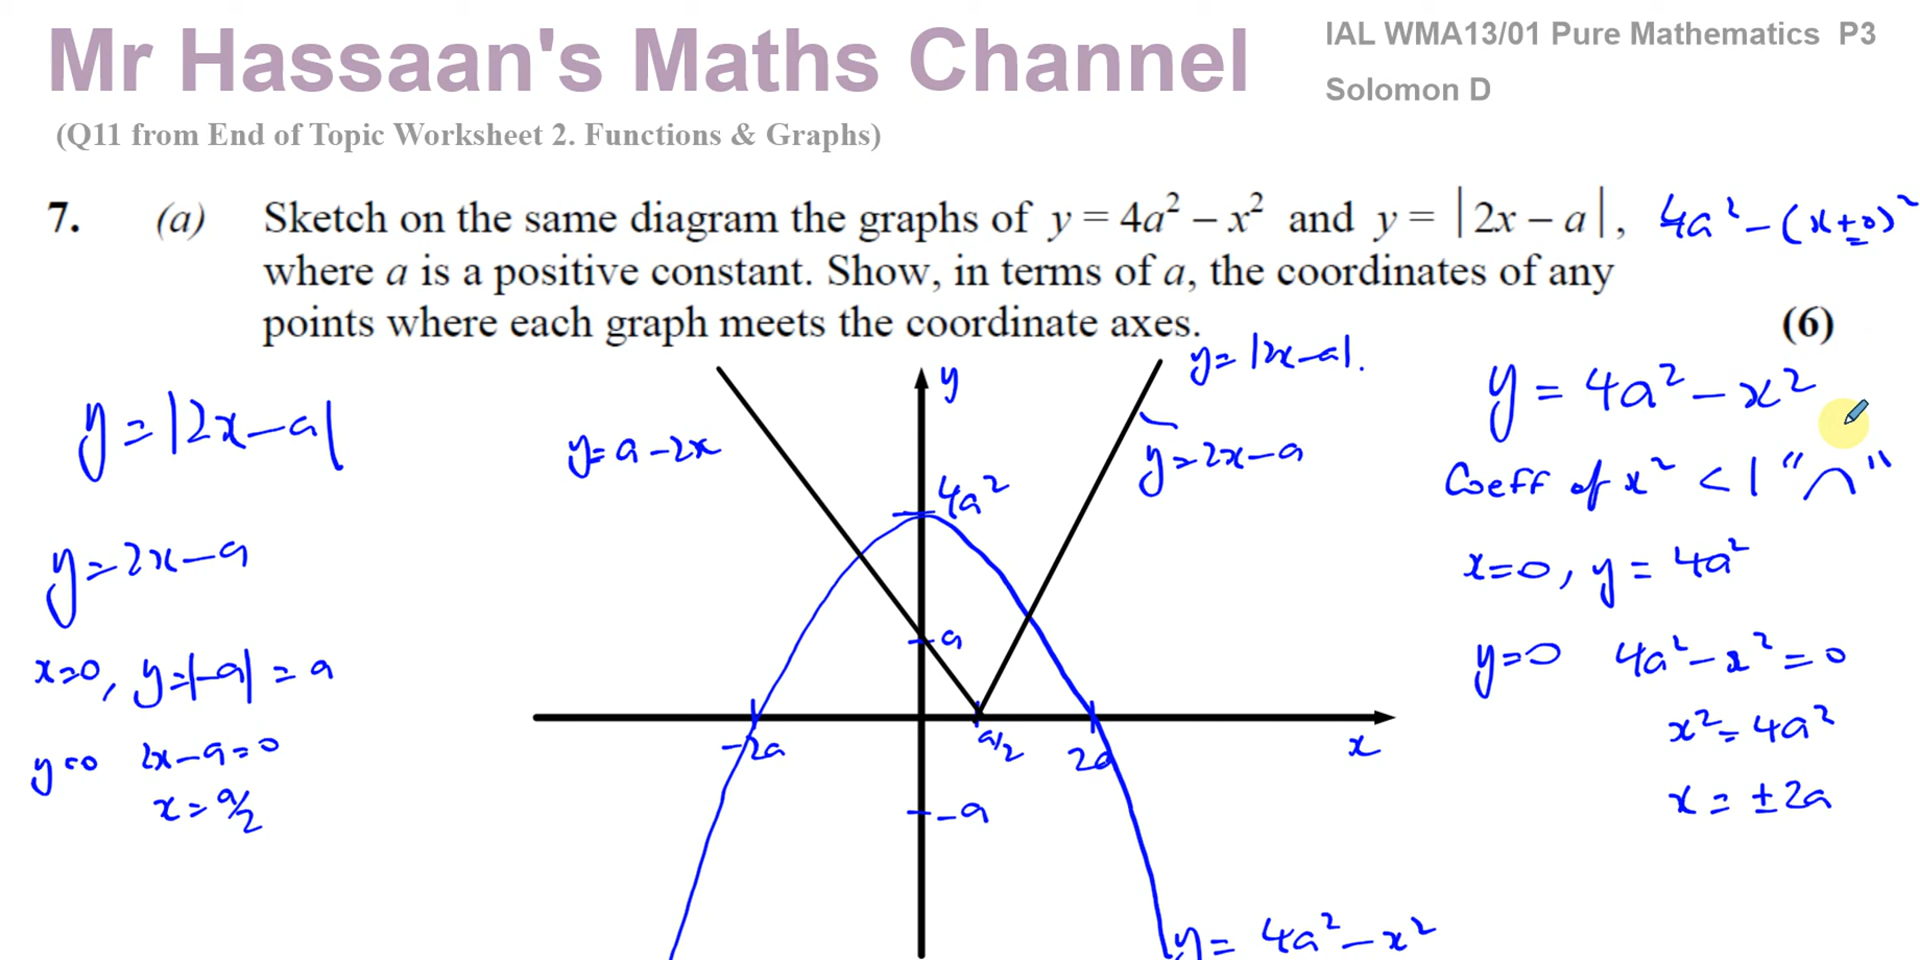 Mr Hassaan's Maths Channel
IAL WMA13/01 Pure Mathematics P3
Solomon D
(Q11 from End of Topic Worksheet 2. Functions & Graphs)
7. (a) Sketch on the same diagram the graphs of y = 4a² – x² and y = |2x – a|,
where a is a positive constant. Show, in terms of a, the coordinates of any
points where each graph meets the coordinate axes. (6)
4a² – (x±0)²
y = |2x–a|
y=2x–a
x=0, y=|–a| = a
y=0 2x–a=0
x = a/2
y= a–2x
y
y= |2x–a|.
y=2x–a
4a²
a
–2a
a/2
2a
x
–a
y = 4a² – x²
y = 4a² – x²
Coeff of x² < 1 "∩"
x=0, y = 4a²
y=0 4a² – x² = 0
x² = 4a²
x = ±2a